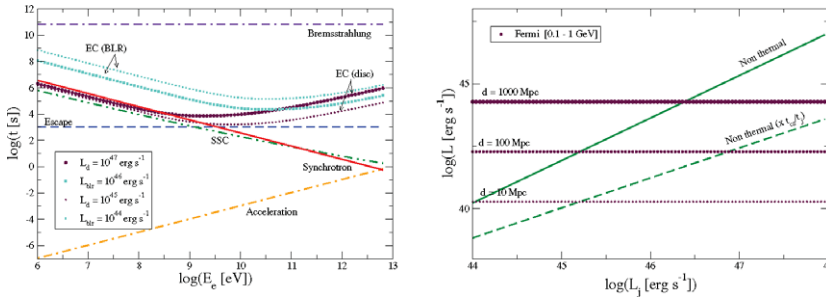 Bremsstrahlung
EC (BLR)
EC (disc)
Escape
SSC
Synchrotron
Acceleration
L_d = 10^47 erg s^-1
L_blr = 10^46 erg s^-1
L_d = 10^45 erg s^-1
L_blr = 10^44 erg s^-1
12
10
8
6
4
2
0
-2
-4
-6
log(t [s])
6
7
8
9
10
11
12
13
log(E_e [eV])
Fermi [0.1 - 1 GeV]
Non thermal
d = 1000 Mpc
Non thermal (x
d = 100 Mpc
d = 10 Mpc
45
40
log(L [erg s^-1])
44
45
46
47
log(L_j [erg s^-1])